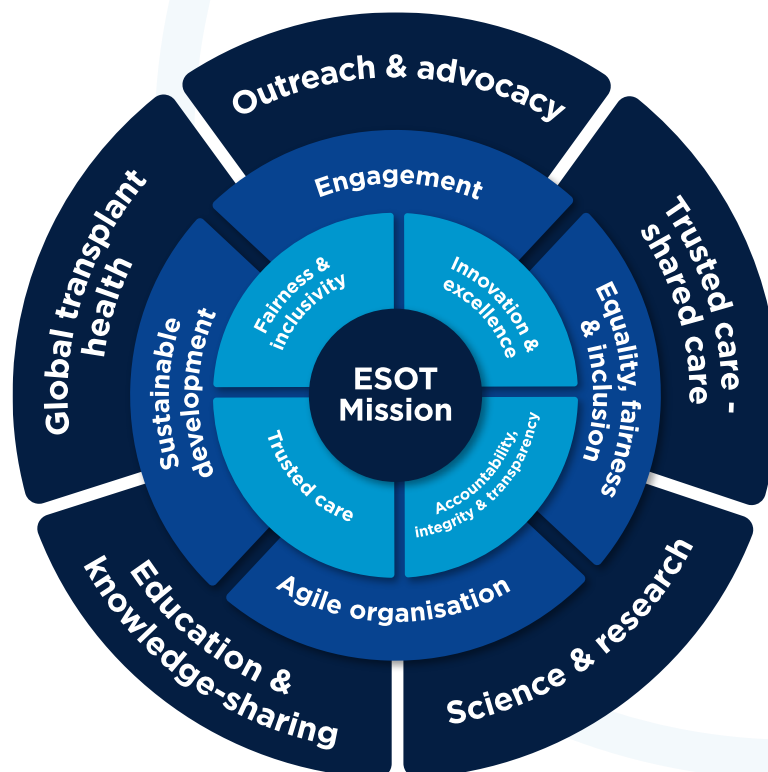 Outreach & advocacy
Trusted care -
shared care
Science & research
Education &
knowledge-sharing
Global transplant
health
Engagement
Equality, fairness
& inclusion
Agile organisation
Sustainable
development
Fairness &
inclusivity
Innovation &
excellence
Accountability,
integrity & transparency
Trusted care
ESOT
Mission